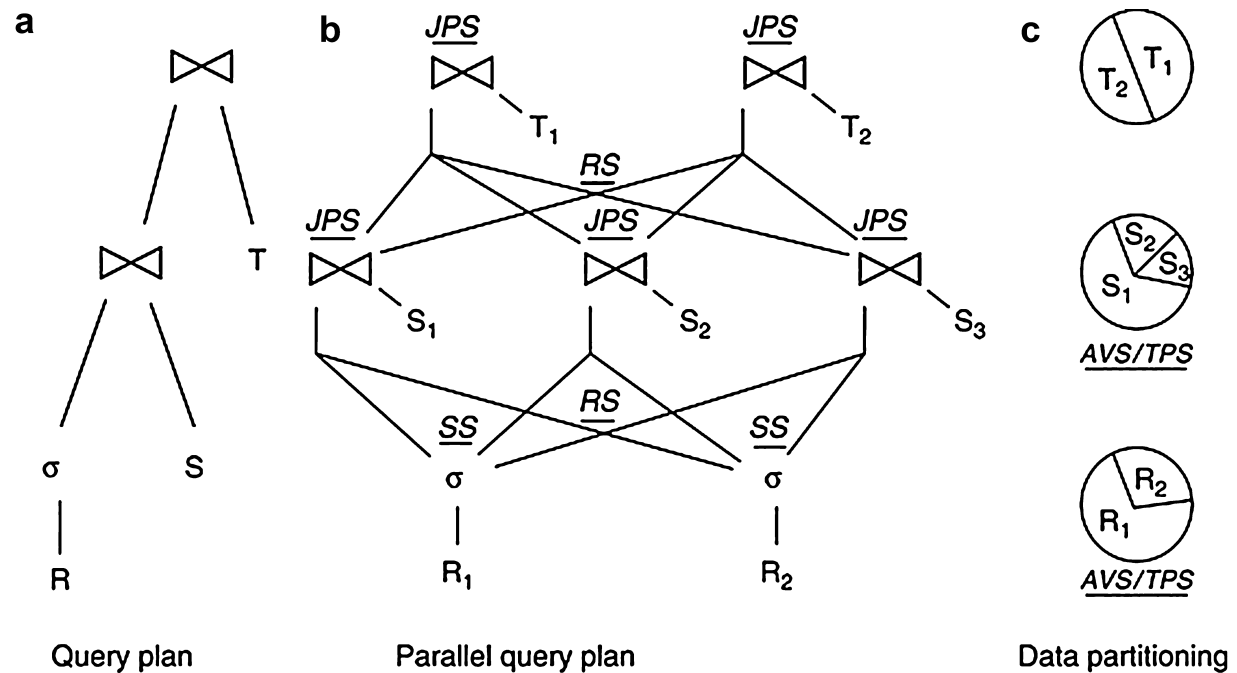 a
T
σ
S
R
Query plan
b
JPS
JPS
T₁
T₂
RS
JPS
JPS
JPS
S₁
S₂
S₃
RS
SS
SS
σ
σ
R₁
R₂
Parallel query plan
c
T₂ T₁
S₂
S₁ S₃
AVS/TPS
R₂
R₁
AVS/TPS
Data partitioning